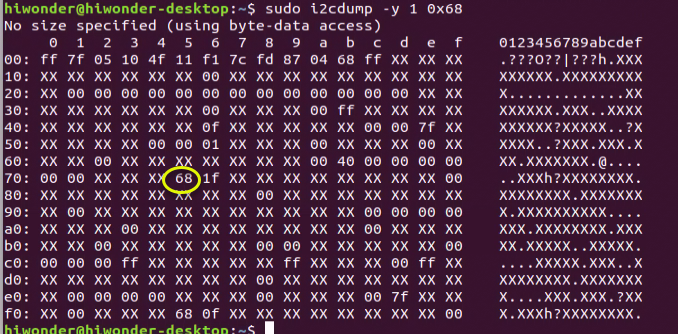 hiwonder@hiwonder-desktop:~$ sudo i2cdump -y 1 0x68
No size specified (using byte-data access)
     0  1  2  3  4  5  6  7  8  9  a  b  c  d  e  f    0123456789abcdef
00: ff 7f 05 10 4f 11 f1 7c fd 87 04 68 ff XX XX XX    .???O??|???h.XXX
10: XX XX XX XX XX XX 00 XX XX XX XX XX XX XX XX XX    XXXXXX.XXXXXXXXX
20: XX 00 00 00 00 00 00 00 00 00 00 00 00 00 XX XX    X.............XX
30: XX XX XX XX XX XX 00 XX XX XX 00 ff XX XX XX XX    XXXXXX.XXX..XXXX
40: XX XX XX XX XX XX 0f XX XX XX XX XX 00 00 7f XX    XXXXXX?XXXXX..?X
50: XX XX XX XX 00 00 01 XX XX XX 00 XX XX XX 00 XX    XXXX..?XXX.XXX.X
60: XX XX 00 XX XX XX XX XX XX XX 00 40 00 00 00 00    XX.XXXXXXX.@....
70: 00 00 XX XX XX 68 1f XX XX XX XX XX XX XX XX XX    ..XXXh?XXXXXXXXX
80: XX XX XX XX XX XX XX XX 00 XX XX XX XX XX XX XX    XXXXXXXX.XXXXXXX
90: XX 00 XX XX XX XX XX XX XX XX XX XX 00 00 00 00    X.XXXXXXXXXX....
a0: XX XX XX 00 XX XX XX XX XX XX XX XX XX XX XX XX    XXX.XXXXXXXXXXXX
b0: XX XX 00 XX XX XX XX XX 00 00 XX XX XX XX XX 00    XX.XXXXX..XXXXX.
c0: 00 00 00 ff XX XX XX XX XX ff XX XX XX 00 ff XX    ....XXXXX.XXX..X
d0: XX XX XX XX XX XX XX XX 00 XX XX XX XX XX XX XX    XXXXXXXX.XXXXXXX
e0: XX 00 00 00 00 XX XX XX 00 XX XX XX 00 7f XX XX    X....XXX.XXX.?XX
f0: XX 00 XX XX XX 68 0f XX XX XX XX XX XX XX XX 00    X.XXXh?XXXXXXXX.
hiwonder@hiwonder-desktop:~$